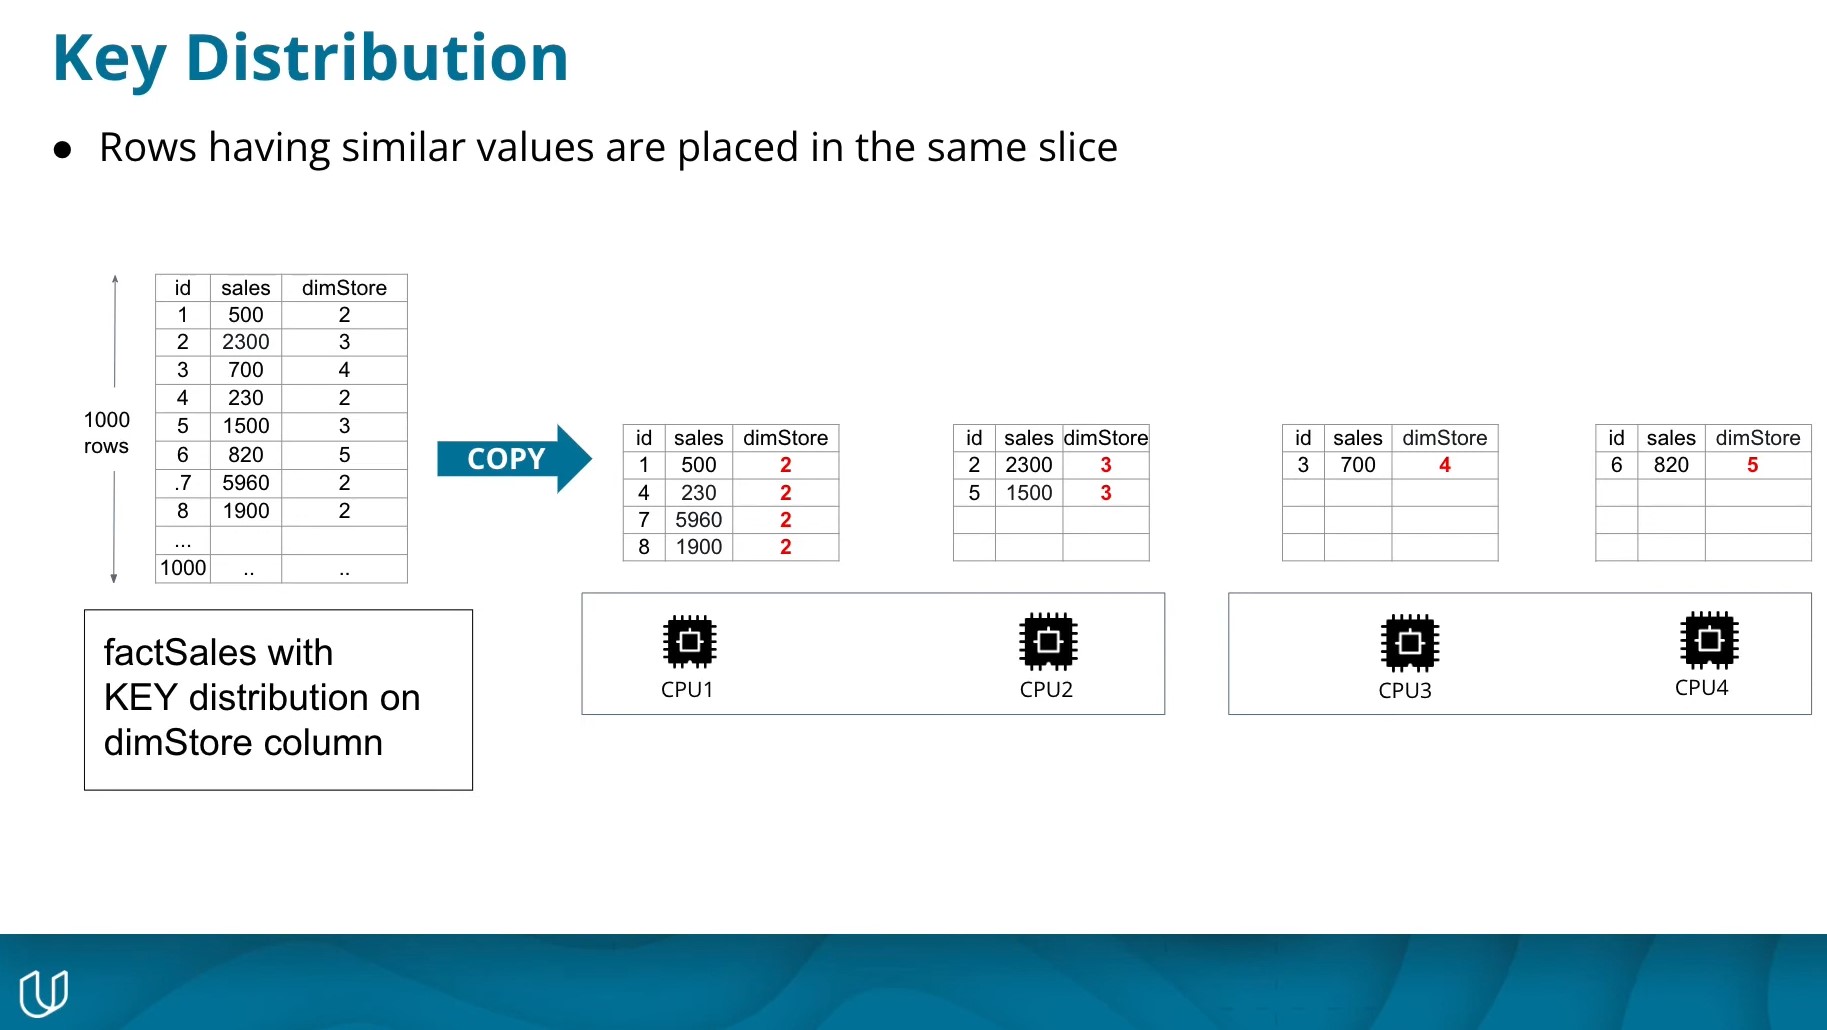 Key Distribution
● Rows having similar values are placed in the same slice
1000
rows
id sales dimStore
1 500 2
2 2300 3
3 700 4
4 230 2
5 1500 3
6 820 5
.7 5960 2
8 1900 2
...
1000 .. ..
factSales with
KEY distribution on
dimStore column
COPY
id sales dimStore
1 500 2
4 230 2
7 5960 2
8 1900 2
id sales dimStore
2 2300 3
5 1500 3
id sales dimStore
3 700 4
id sales dimStore
6 820 5
CPU1
CPU2
CPU3
CPU4